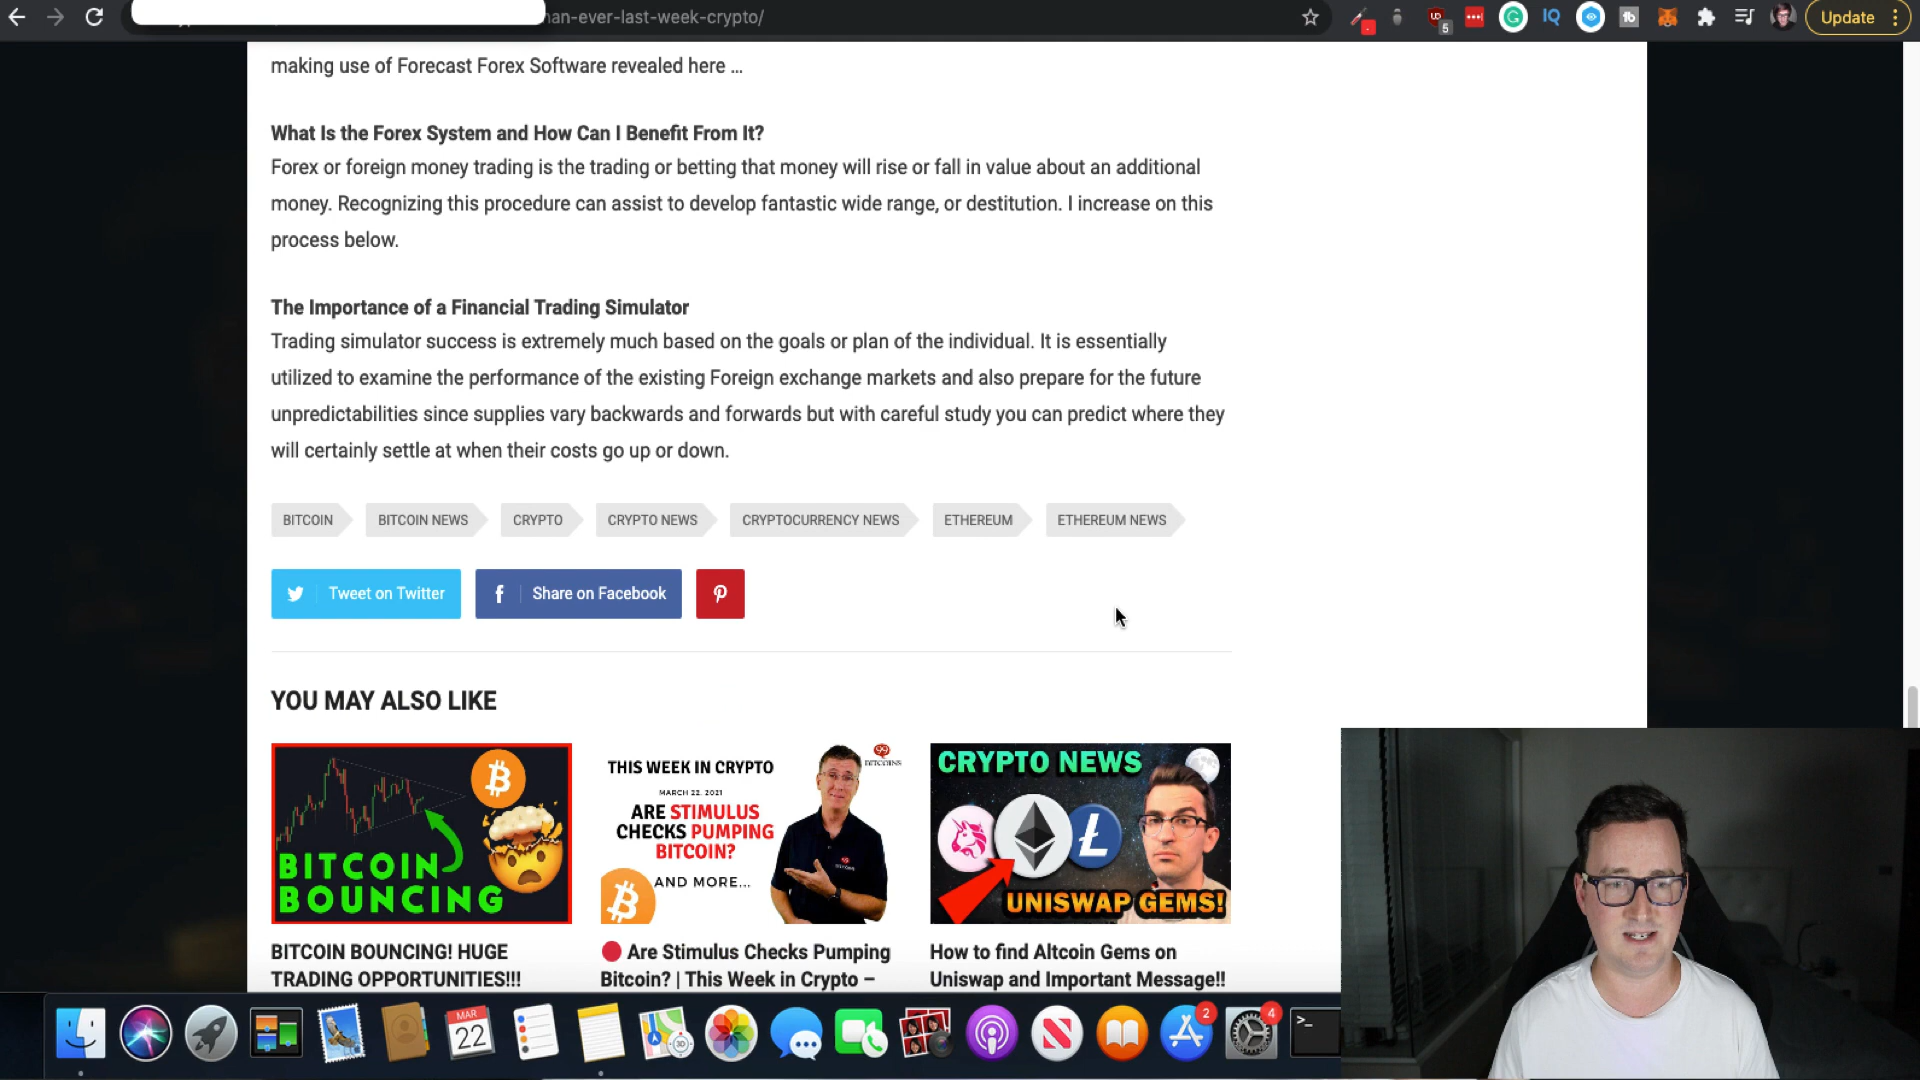 an-ever-last-week-crypto/
Update
making use of Forecast Forex Software revealed here ...
What Is the Forex System and How Can I Benefit From It?
Forex or foreign money trading is the trading or betting that money will rise or fall in value about an additional
money. Recognizing this procedure can assist to develop fantastic wide range, or destitution. I increase on this
process below.
The Importance of a Financial Trading Simulator
Trading simulator success is extremely much based on the goals or plan of the individual. It is essentially
utilized to examine the performance of the existing Foreign exchange markets and also prepare for the future
unpredictabilities since supplies vary backwards and forwards but with careful study you can predict where they
will certainly settle at when their costs go up or down.
BITCOIN BITCOIN NEWS CRYPTO CRYPTO NEWS CRYPTOCURRENCY NEWS ETHEREUM ETHEREUM NEWS
Tweet on Twitter Share on Facebook
YOU MAY ALSO LIKE
BITCOIN
BOUNCING
THIS WEEK IN CRYPTO
MARCH 22, 2021
ARE STIMULUS
CHECKS PUMPING
BITCOIN?
AND MORE...
99
BITCOINS
CRYPTO NEWS
UNISWAP GEMS!
BITCOIN BOUNCING! HUGE
TRADING OPPORTUNITIES!!!
Are Stimulus Checks Pumping
Bitcoin? | This Week in Crypto –
How to find Altcoin Gems on
Uniswap and Important Message!!
MAR
22
3D
2
4